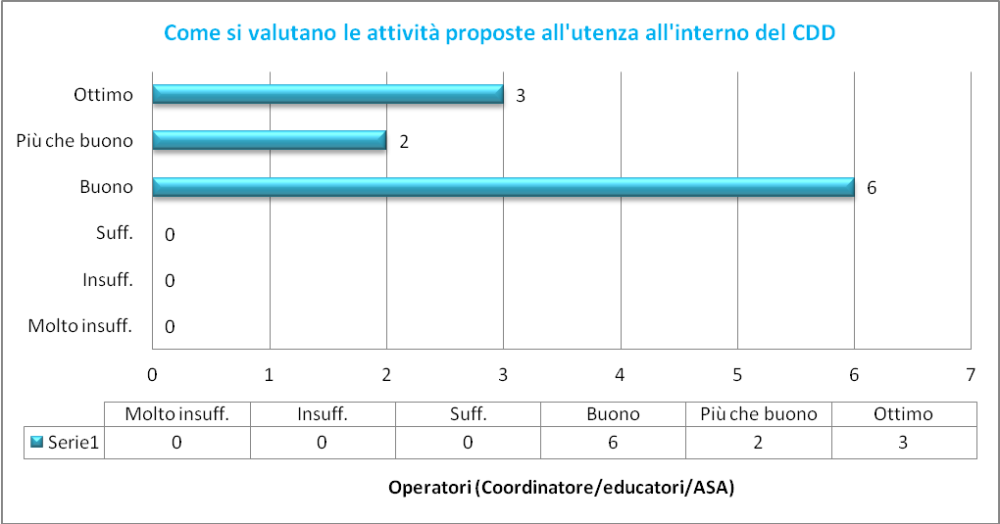 Come si valutano le attività proposte all'utenza all'interno del CDD
Ottimo 3
Più che buono 2
Buono 6
Suff. 0
Insuff. 0
Molto insuff. 0
0 1 2 3 4 5 6 7
Molto insuff. Insuff. Suff. Buono Più che buono Ottimo
Serie1 0 0 0 6 2 3
Operatori (Coordinatore/educatori/ASA)